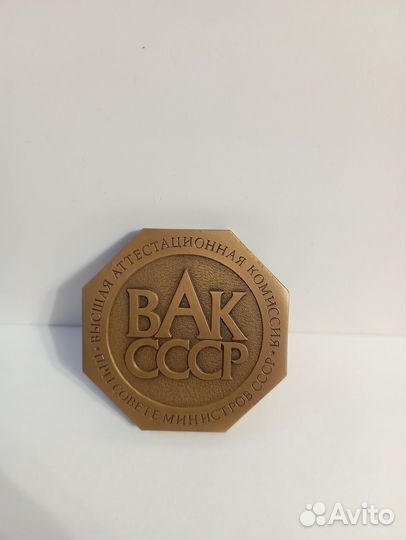 ВЫСШАЯ АТТЕСТАЦИОННАЯ КОМИССИЯ
• ПРИ СОВЕТЕ МИНИСТРОВ СССР •
ВАК
СССР
Avito